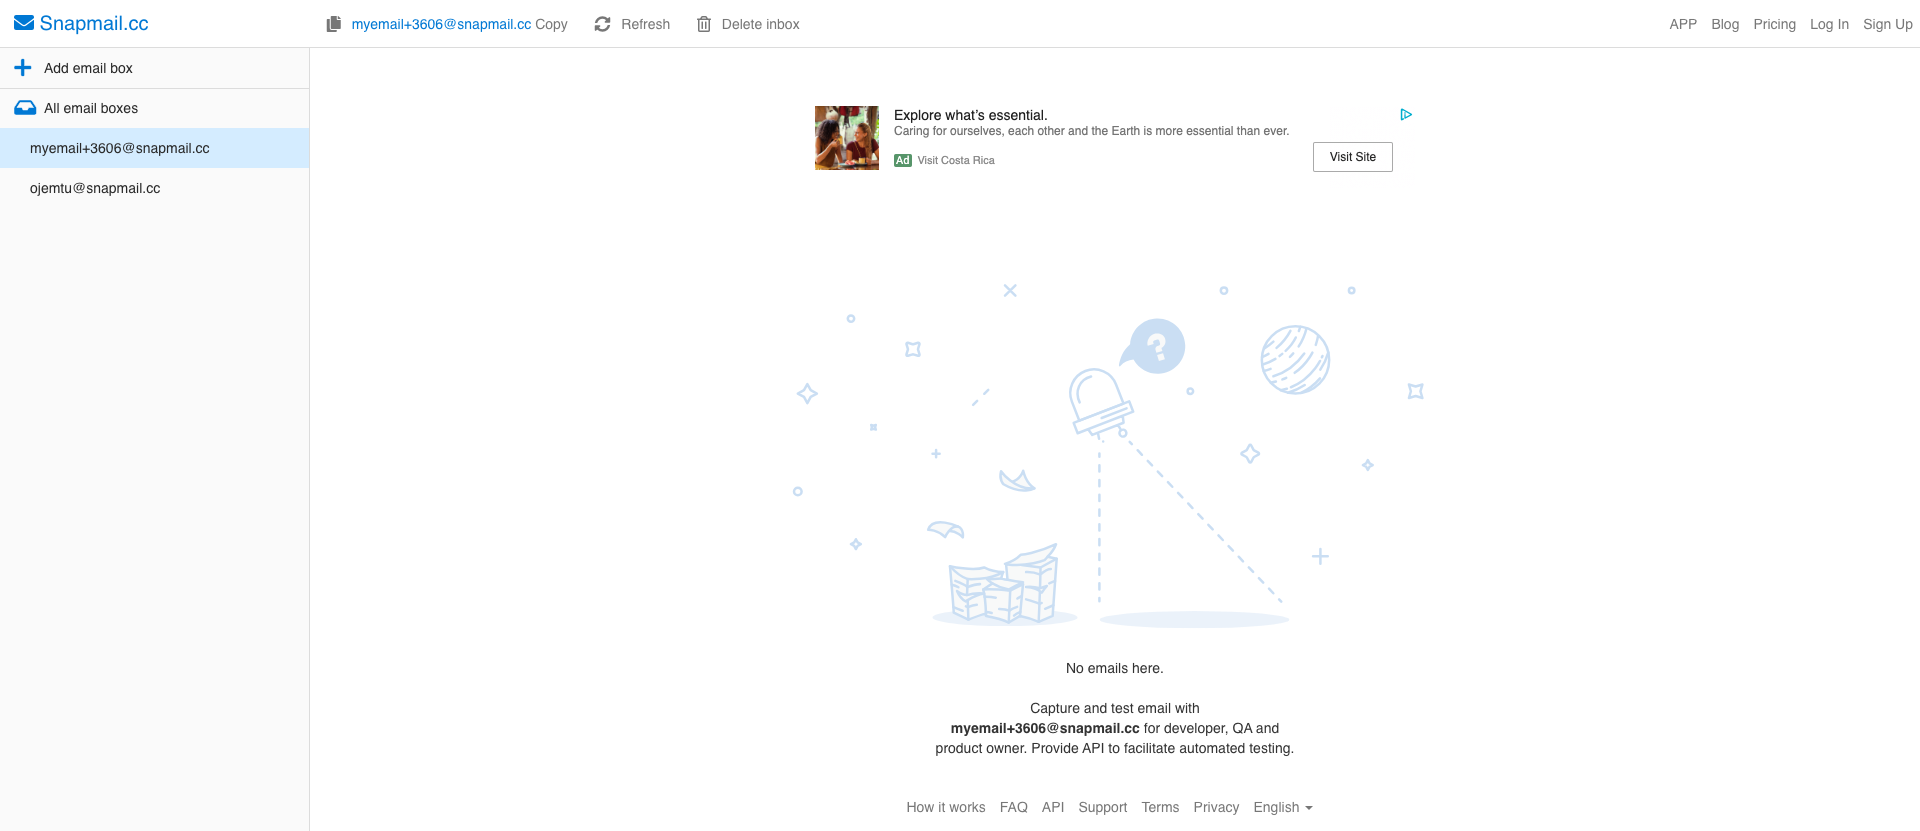 Snapmail.cc
myemail+3606@snapmail.cc Copy
Refresh
Delete inbox
APP Blog Pricing Log In Sign Up
Add email box
All email boxes
myemail+3606@snapmail.cc
ojemtu@snapmail.cc
Explore what's essential.
Caring for ourselves, each other and the Earth is more essential than ever.
Ad Visit Costa Rica
Visit Site
?
No emails here.
Capture and test email with
myemail+3606@snapmail.cc for developer, QA and
product owner. Provide API to facilitate automated testing.
How it works FAQ API Support Terms Privacy English